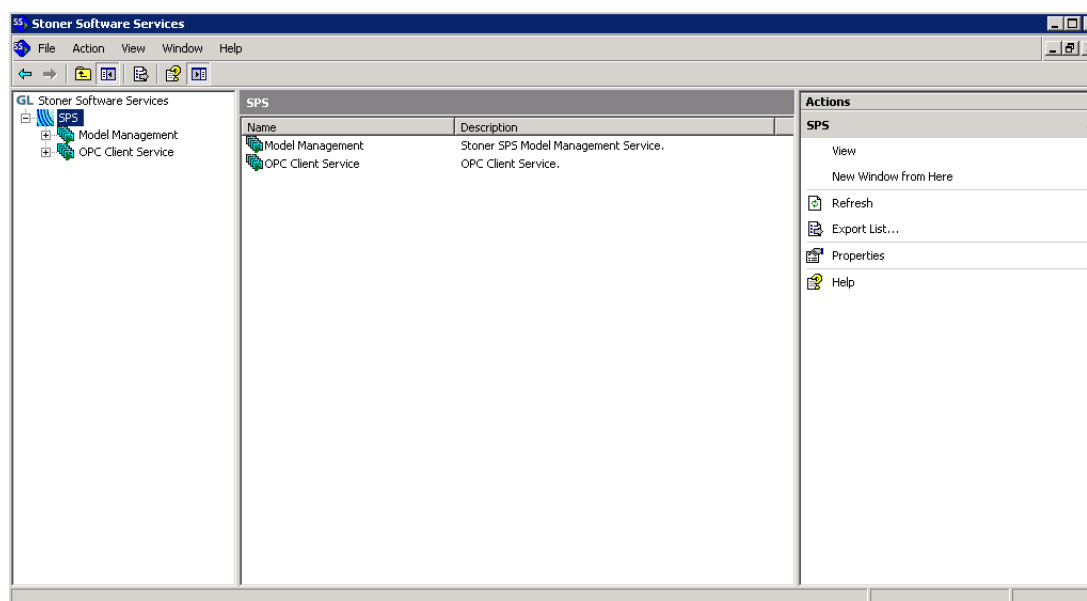 SS Stoner Software Services
SS File Action View Window Help
GL Stoner Software Services
SPS
Model Management
OPC Client Service
SPS
Name Description
Model Management Stoner SPS Model Management Service.
OPC Client Service OPC Client Service.
Actions
SPS
View
New Window from Here
Refresh
Export List...
Properties
Help